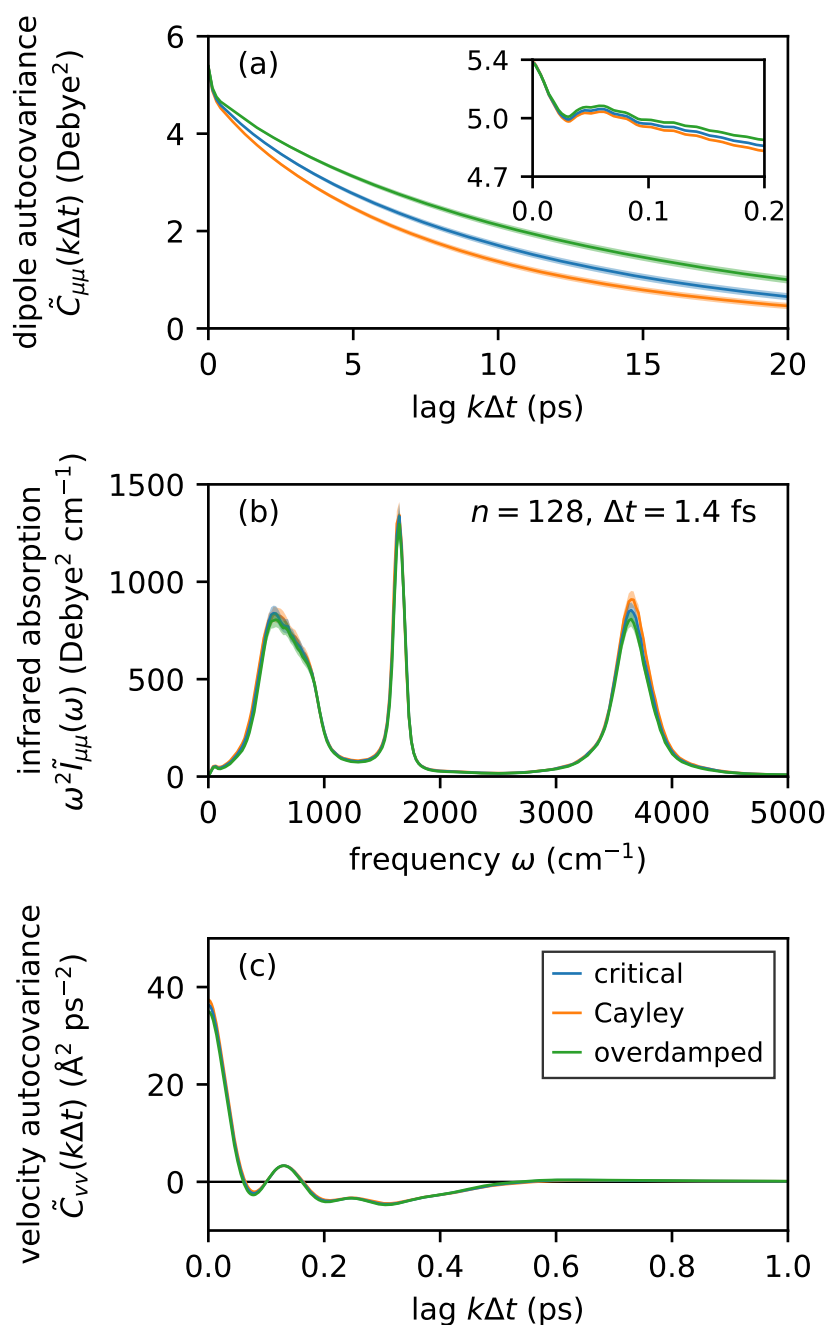 dipole autocovariance
C̃μμ(kΔt) (Debye²)
6
4
2
0
(a)
5.4
5.0
4.7
0.0 0.1 0.2
0 5 10 15 20
lag kΔt (ps)
infrared absorption
ω²Ĩμμ(ω) (Debye² cm⁻¹)
1500
1000
500
0
(b)
n = 128, Δt = 1.4 fs
0 1000 2000 3000 4000 5000
frequency ω (cm⁻¹)
velocity autocovariance
C̃vv(kΔt) (Å² ps⁻²)
40
20
0
(c)
critical
Cayley
overdamped
0.0 0.2 0.4 0.6 0.8 1.0
lag kΔt (ps)